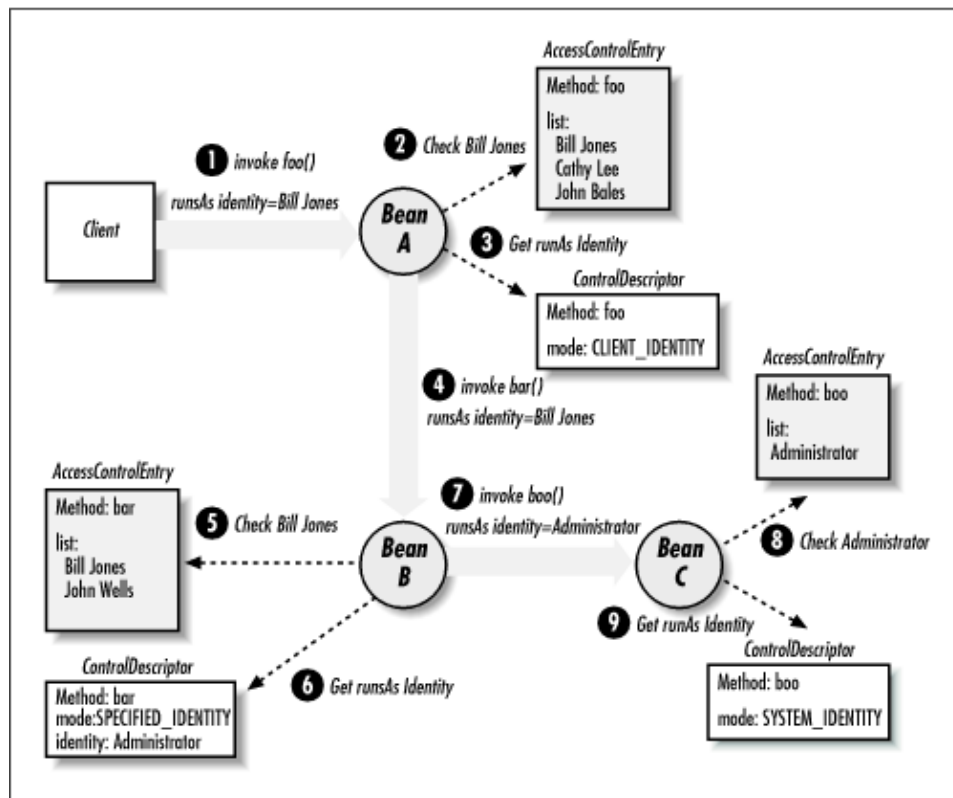 AccessControlEntry
Method: foo
list:
Bill Jones
Cathy Lee
John Bales
1 invoke foo()
runsAs identity=Bill Jones
2 Check Bill Jones
Client
Bean
A
3 Get runAs Identity
ControlDescriptor
Method: foo
mode: CLIENT_IDENTITY
4 invoke bar()
runsAs identity=Bill Jones
AccessControlEntry
Method: boo
list:
Administrator
AccessControlEntry
Method: bar
list:
Bill Jones
John Wells
5 Check Bill Jones
Bean
B
7 invoke boo()
runsAs identity=Administrator
Bean
C
8 Check Administrator
9 Get runAs Identity
ControlDescriptor
Method: boo
mode: SYSTEM_IDENTITY
ControlDescriptor
Method: bar
mode:SPECIFIED_IDENTITY
identity: Administrator
6 Get runsAs Identity